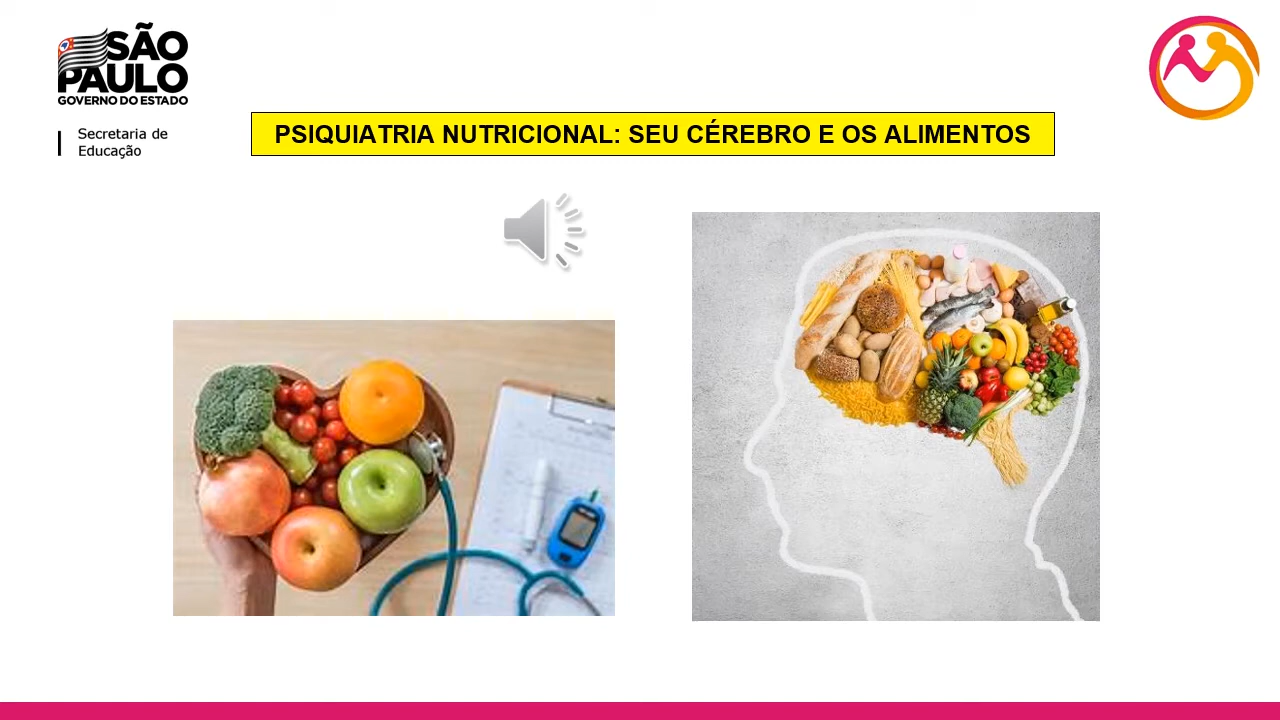 SÃO
PAULO
GOVERNO DO ESTADO
Secretaria de
Educação
PSIQUIATRIA NUTRICIONAL: SEU CÉREBRO E OS ALIMENTOS